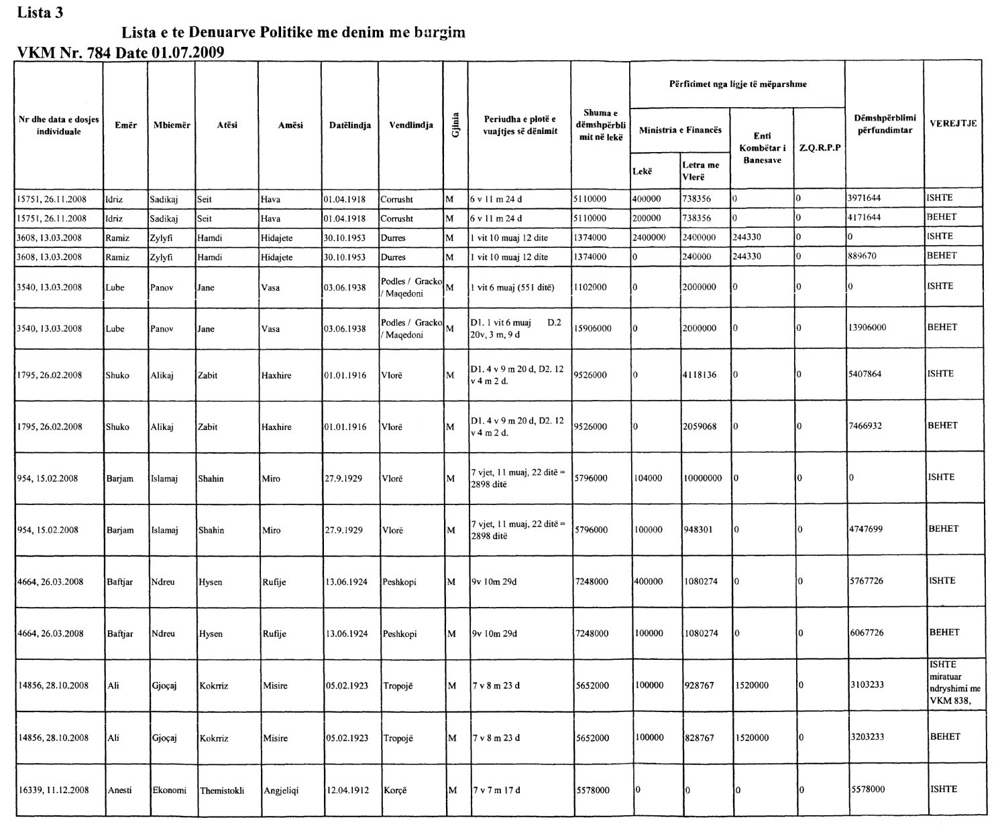 Lista 3
Lista e te Denuarve Politike me denim me burgim
VKM Nr. 784 Date 01.07.2009
Nr dhe data e dosjes individuale | Emër | Mbiemër | Atësi | Amësi | Datëlindja | Vendlindja | Gjinia | Periudha e plotë e vuajtjes së dënimit | Shuma e dëmshpërbli mit në lekë | Përfitimet nga ligje të mëparshme | Dëmshpërblimi përfundimtar | VEREJTJE
Ministria e Financës | Enti Kombëtar i Banesave | Z.Q.R.P.P
Lekë | Letra me Vlerë
15751, 26.11.2008 | Idriz | Sadikaj | Seit | Hava | 01.04.1918 | Corrusht | M | 6 v 11 m 24 d | 5110000 | 400000 | 738356 | 0 | 0 | 3971644 | ISHTE
15751, 26.11.2008 | Idriz | Sadikaj | Seit | Hava | 01.04.1918 | Corrusht | M | 6 v 11 m 24 d | 5110000 | 200000 | 738356 | 0 | 0 | 4171644 | BEHET
3608, 13.03.2008 | Ramiz | Zylyfi | Hamdi | Hidajete | 30.10.1953 | Durres | M | 1 vit 10 muaj 12 dite | 1374000 | 2400000 | 2400000 | 244330 | 0 | 0 | ISHTE
3608, 13.03.2008 | Ramiz | Zylyfi | Hamdi | Hidajete | 30.10.1953 | Durres | M | 1 vit 10 muaj 12 dite | 1374000 | 0 | 240000 | 244330 | 0 | 889670 | BEHET
3540, 13.03.2008 | Lube | Panov | Jane | Vasa | 03.06.1938 | Podles / Gracko / Maqedoni | M | 1 vit 6 muaj (551 ditë) | 1102000 | 0 | 2000000 | 0 | 0 | 0 | ISHTE
3540, 13.03.2008 | Lube | Panov | Jane | Vasa | 03.06.1938 | Podles / Gracko / Maqedoni | M | D1. 1 vit 6 muaj D.2 20v, 3 m, 9 d | 15906000 | 0 | 2000000 | 0 | 0 | 13906000 | BEHET
1795, 26.02.2008 | Shuko | Alikaj | Zabit | Haxhire | 01.01.1916 | Vlorë | M | D1. 4 v 9 m 20 d, D2. 12 v 4 m 2 d. | 9526000 | 0 | 4118136 | 0 | 0 | 5407864 | ISHTE
1795, 26.02.2008 | Shuko | Alikaj | Zabit | Haxhire | 01.01.1916 | Vlorë | M | D1. 4 v 9 m 20 d, D2. 12 v 4 m 2 d. | 9526000 | 0 | 2059068 | 0 | 0 | 7466932 | BEHET
954, 15.02.2008 | Barjam | Islamaj | Shahin | Miro | 27.9.1929 | Vlorë | M | 7 vjet, 11 muaj, 22 ditë = 2898 ditë | 5796000 | 104000 | 10000000 | 0 | 0 | 0 | ISHTE
954, 15.02.2008 | Barjam | Islamaj | Shahin | Miro | 27.9.1929 | Vlorë | M | 7 vjet, 11 muaj, 22 ditë = 2898 ditë | 5796000 | 100000 | 948301 | 0 | 0 | 4747699 | BEHET
4664, 26.03.2008 | Baftjar | Ndreu | Hysen | Rufije | 13.06.1924 | Peshkopi | M | 9v 10m 29d | 7248000 | 400000 | 1080274 | 0 | 0 | 5767726 | ISHTE
4664, 26.03.2008 | Baftjar | Ndreu | Hysen | Rufije | 13.06.1924 | Peshkopi | M | 9v 10m 29d | 7248000 | 100000 | 1080274 | 0 | 0 | 6067726 | BEHET
14856, 28.10.2008 | Ali | Gjoçaj | Kokrriz | Misire | 05.02.1923 | Tropojë | M | 7 v 8 m 23 d | 5652000 | 100000 | 928767 | 1520000 | 0 | 3103233 | ISHTE miratuar ndryshimi me VKM 838,
14856, 28.10.2008 | Ali | Gjoçaj | Kokrriz | Misire | 05.02.1923 | Tropojë | M | 7 v 8 m 23 d | 5652000 | 100000 | 828767 | 1520000 | 0 | 3203233 | BEHET
16339, 11.12.2008 | Anesti | Ekonomi | Themistokli | Angjeliqi | 12.04.1912 | Korçë | M | 7 v 7 m 17 d | 5578000 | 0 | 0 | 0 | 0 | 5578000 | ISHTE